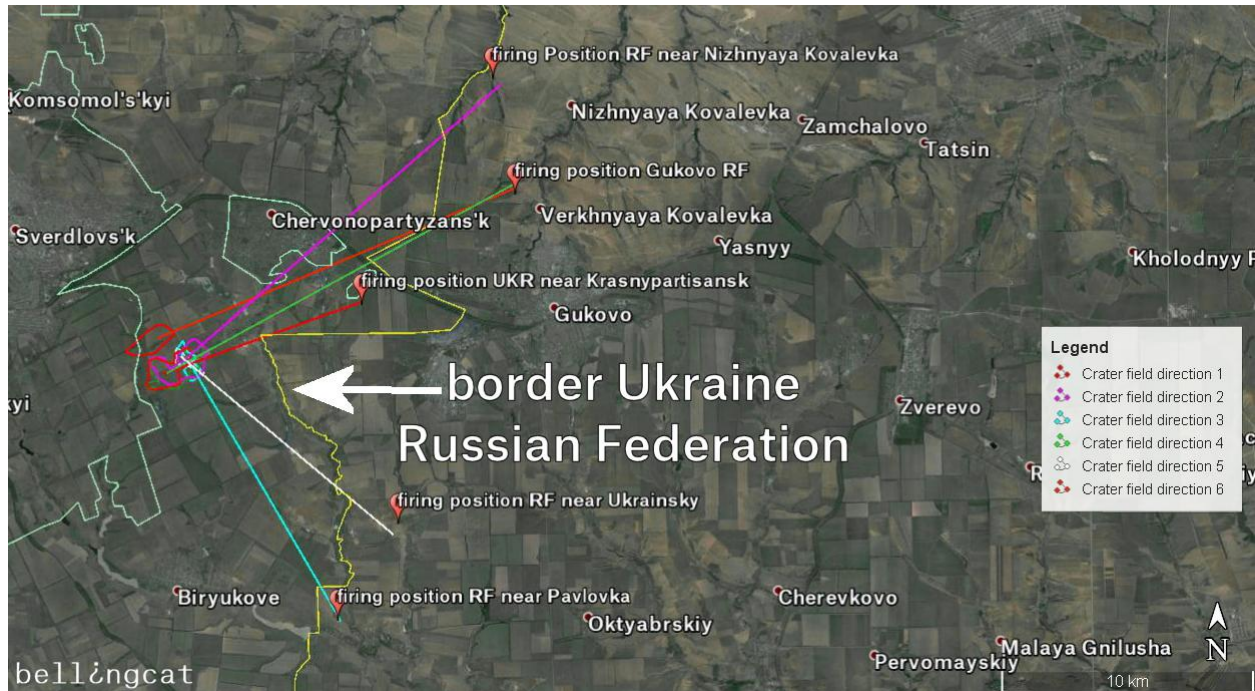 firing Position RF near Nizhnyaya Kovalevka
Komsomol's'kyi
Nizhnyaya Kovalevka
Zamchalovo
Tatsin
firing position Gukovo RF
Chervonopartyzans'k
Verkhnyaya Kovalevka
Sverdlovs'k
Yasnyy
Kholodnyy P
firing position UKR near Krasnypartisansk
Gukovo
Legend
Crater field direction 1
Crater field direction 2
Crater field direction 3
Crater field direction 4
Crater field direction 5
Crater field direction 6
border Ukraine
Russian Federation
kyi
Zverevo
firing position RF near Ukrainsky
firing position RF near Pavlovka
Biryukove
Cherevkovo
Oktyabrskiy
Malaya Gnilusha
Pervomayskiy
N
10 km
bell¿ngcat